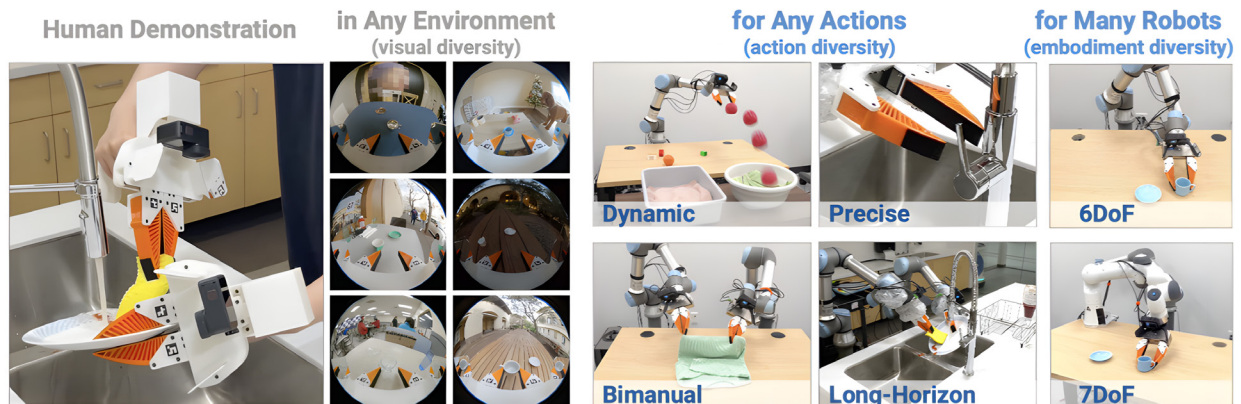 Human Demonstration
in Any Environment
(visual diversity)
for Any Actions
(action diversity)
for Many Robots
(embodiment diversity)
Dynamic
Precise
6DoF
Bimanual
Long-Horizon
7DoF